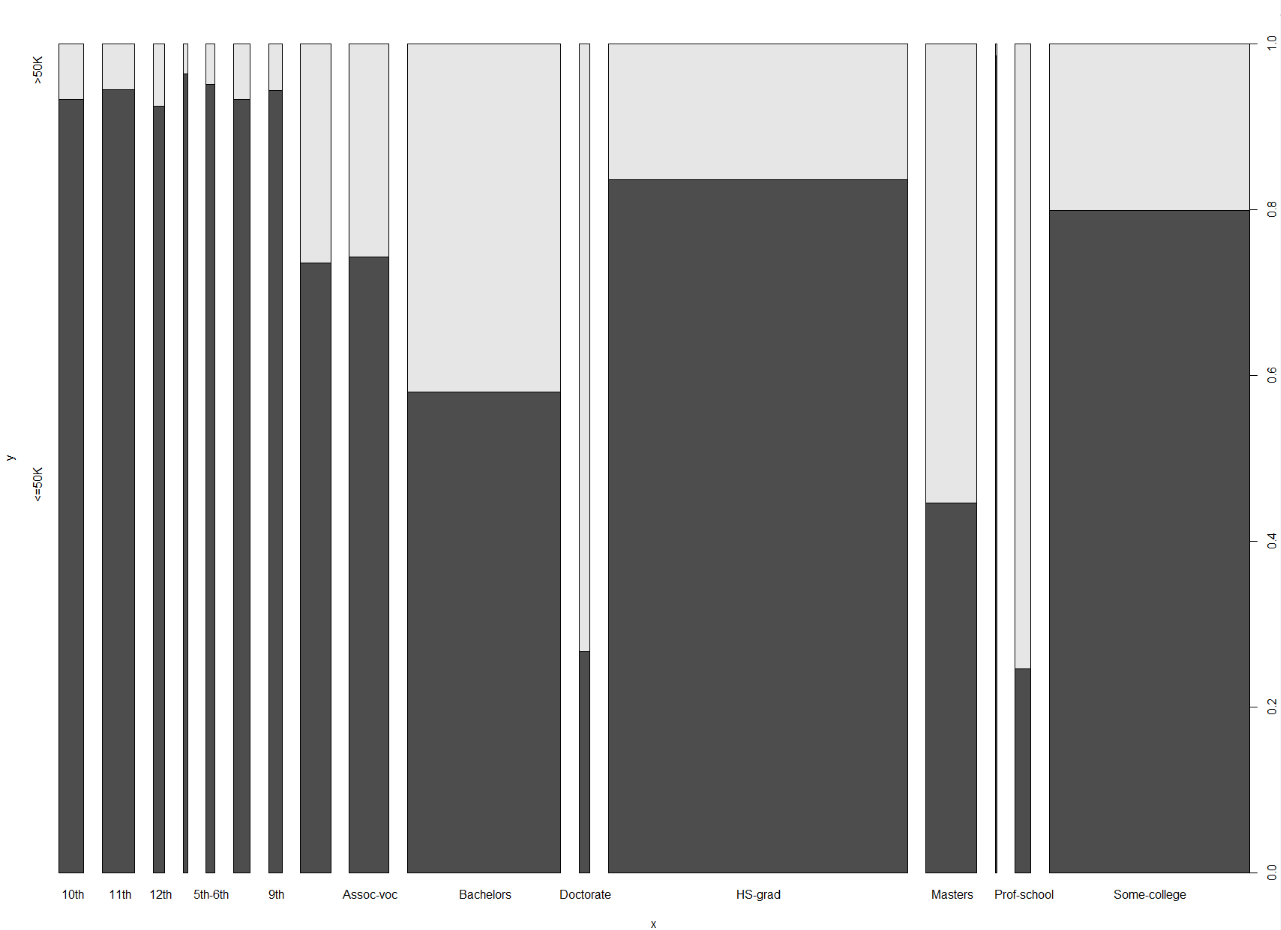 >50K
<=50K
y
1.0
0.8
0.6
0.4
0.2
0.0
10th 11th 12th 5th-6th 9th Assoc-voc Bachelors Doctorate HS-grad Masters Prof-school Some-college
x